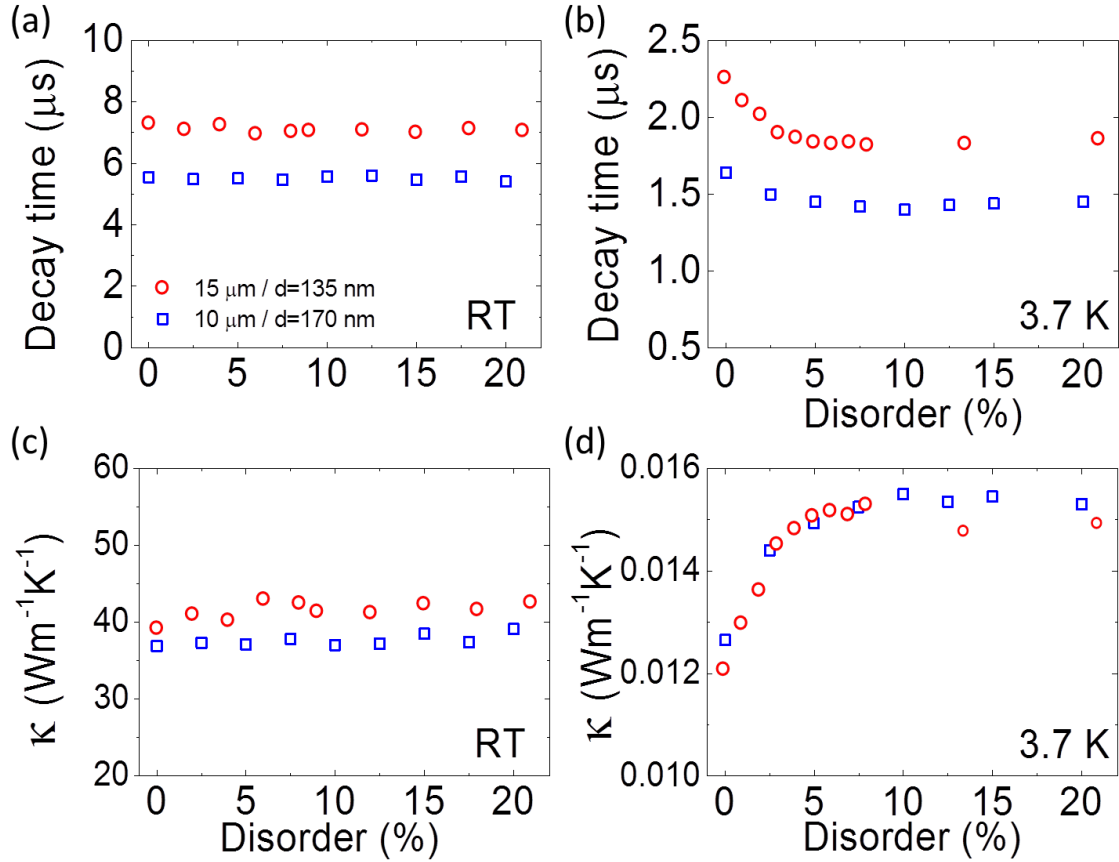 (a)
10
8
6
4
2
0
Decay time (μs)
15 μm / d=135 nm
10 μm / d=170 nm
RT
0 5 10 15 20
(b)
2.5
2.0
1.5
1.0
0.5
Decay time (μs)
3.7 K
0 5 10 15 20
Disorder (%)
(c)
60
50
40
30
20
κ (Wm⁻¹K⁻¹)
RT
0 5 10 15 20
Disorder (%)
(d)
0.016
0.014
0.012
0.010
κ (Wm⁻¹K⁻¹)
3.7 K
0 5 10 15 20
Disorder (%)